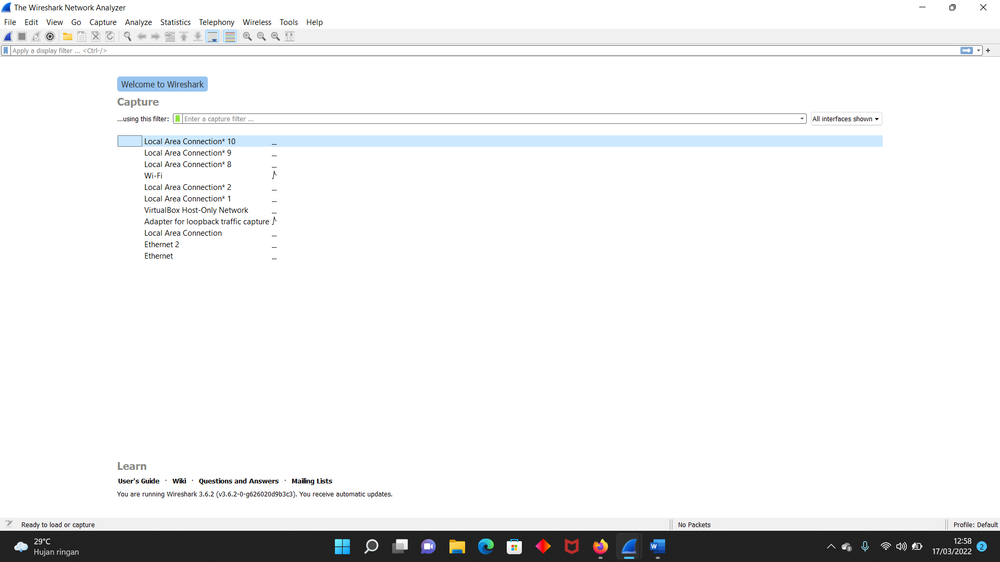 The Wireshark Network Analyzer
File Edit View Go Capture Analyze Statistics Telephony Wireless Tools Help
Apply a display filter ... <Ctrl-/>
Welcome to Wireshark
Capture
...using this filter: Enter a capture filter ... All interfaces shown
Local Area Connection* 10
Local Area Connection* 9
Local Area Connection* 8
Wi-Fi
Local Area Connection* 2
Local Area Connection* 1
VirtualBox Host-Only Network
Adapter for loopback traffic capture
Local Area Connection
Ethernet 2
Ethernet
Learn
User's Guide · Wiki · Questions and Answers · Mailing Lists
You are running Wireshark 3.6.2 (v3.6.2-0-g626020d9b3c3). You receive automatic updates.
Ready to load or capture No Packets Profile: Default
29°C
Hujan ringan
W
12:58
17/03/2022
2